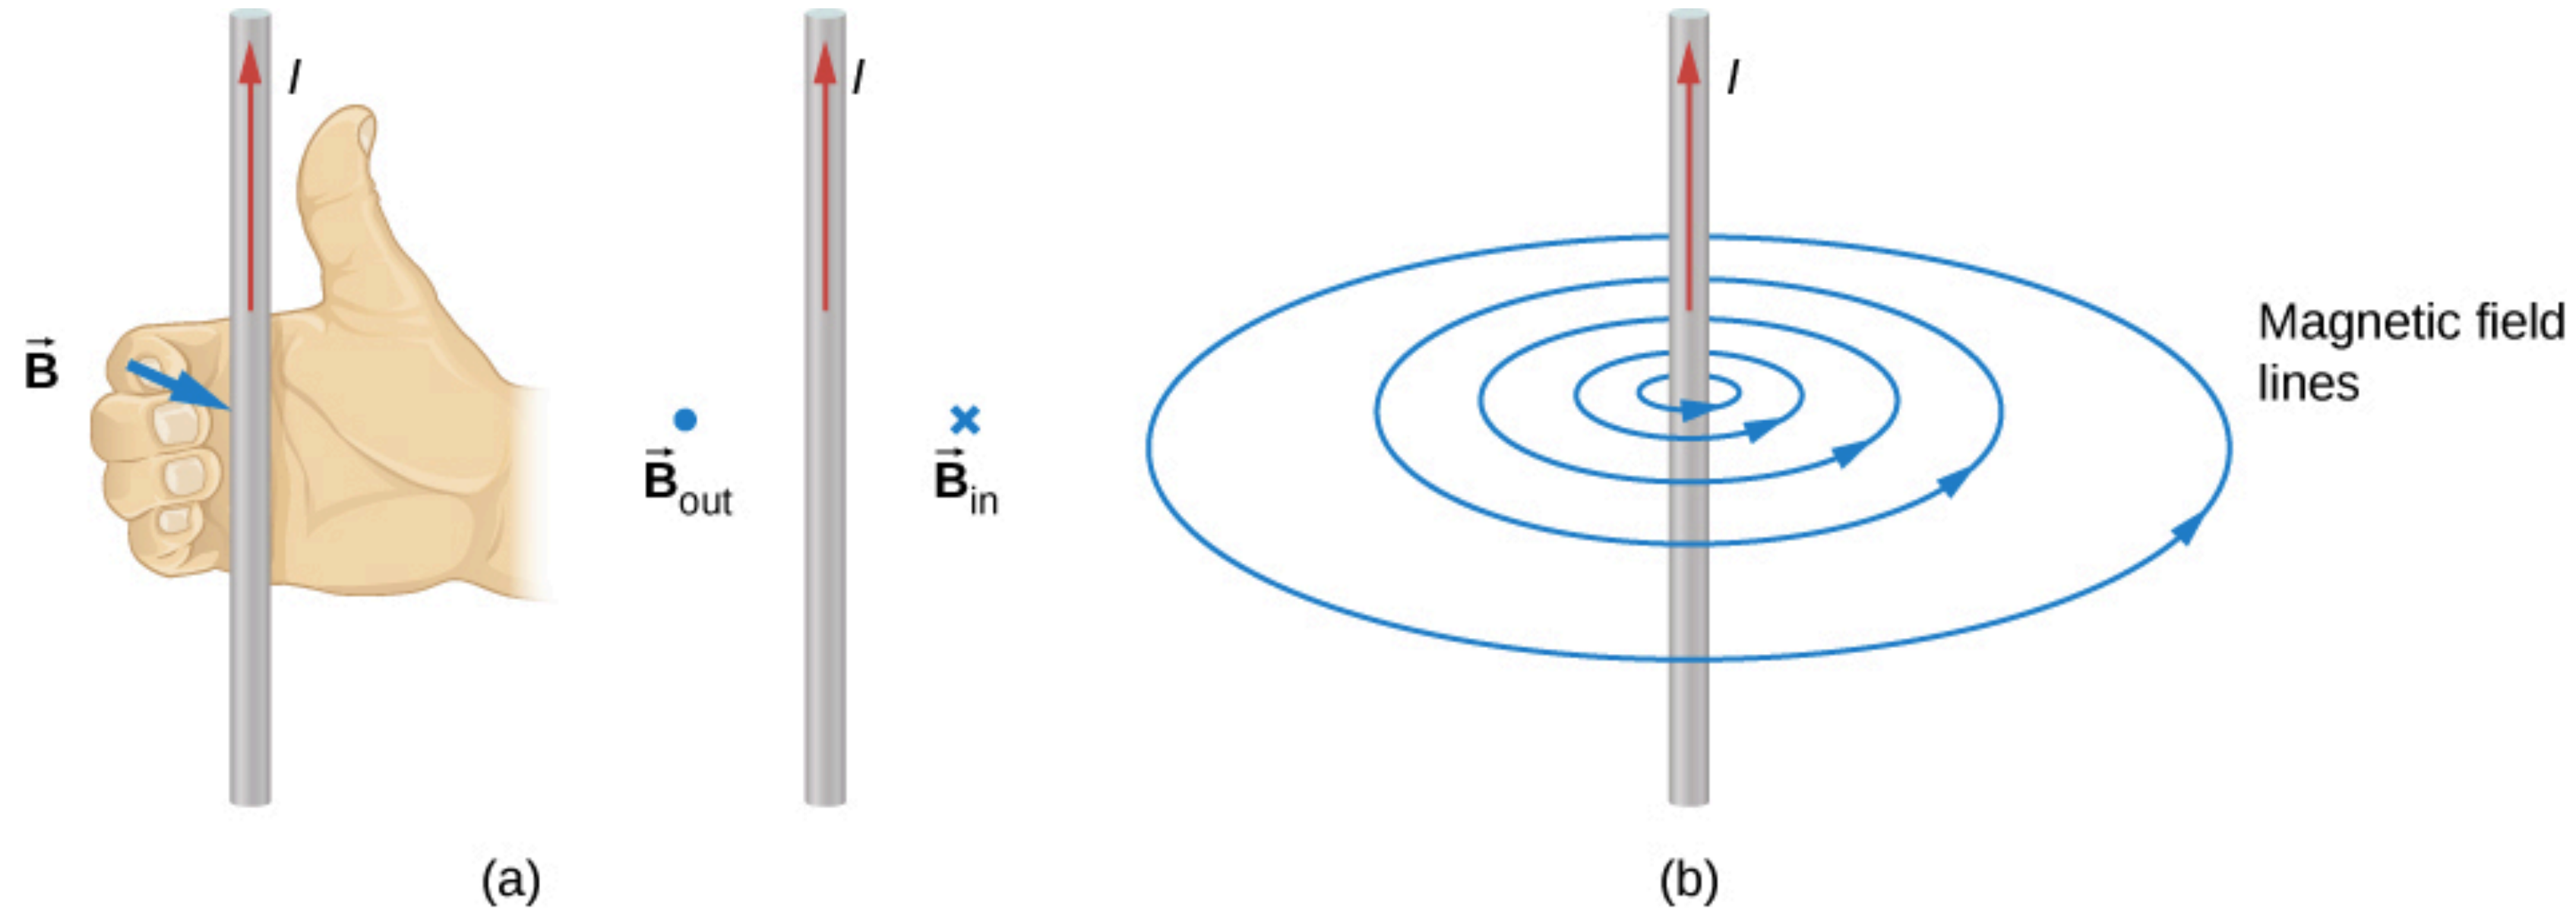 I
I
I
B⃗
B⃗out
B⃗in
Magnetic field
lines
(a)
(b)